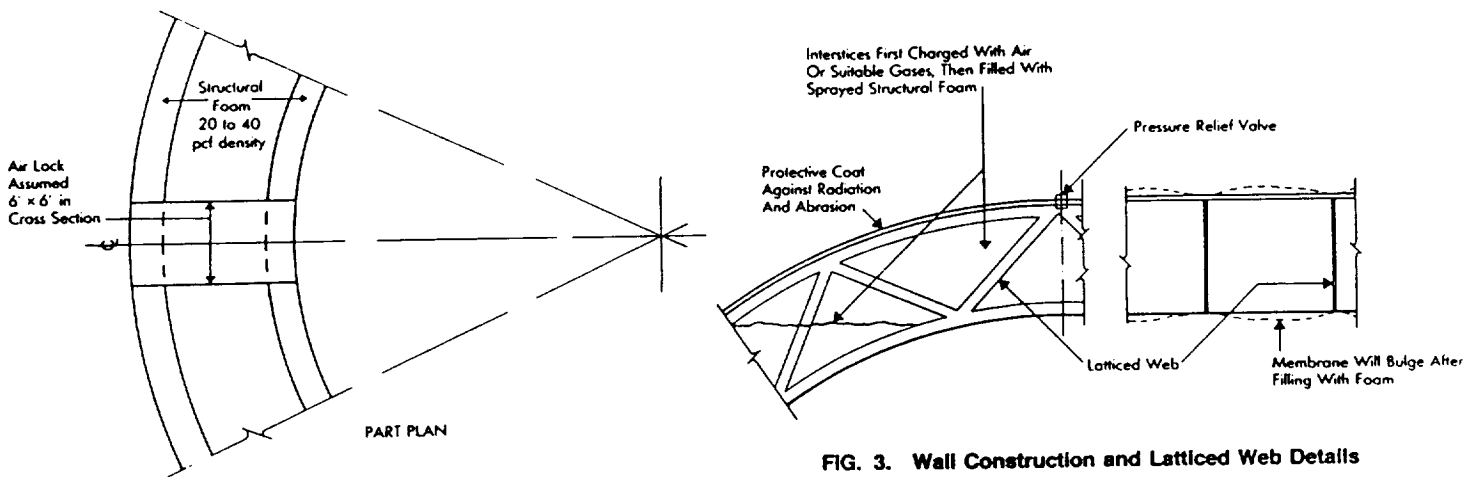 Structural
Foam
20 to 40
pcf density
Air Lock
Assumed
6' × 6' in
Cross Section
PART PLAN
Interstices First Charged With Air
Or Suitable Gases, Then Filled With
Sprayed Structural Foam
Pressure Relief Valve
Protective Coat
Against Radiation
And Abrasion
Latticed Web
Membrane Will Bulge After
Filling With Foam
FIG. 3. Wall Construction and Latticed Web Details